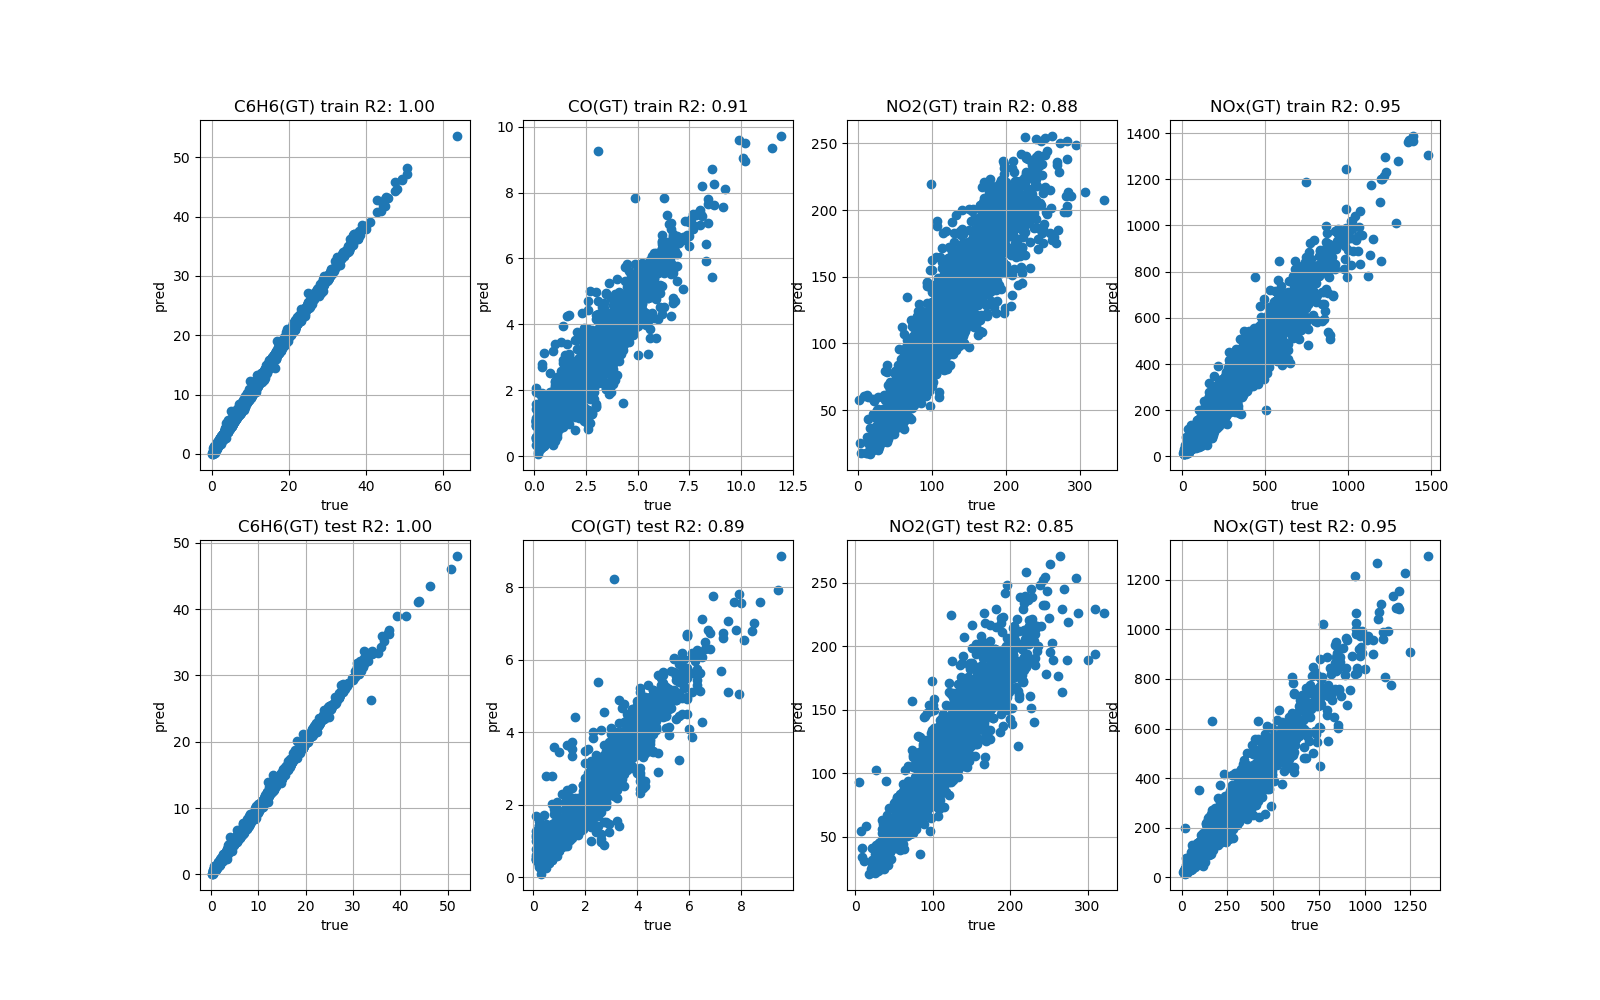 C6H6(GT) train R2: 1.00
CO(GT) train R2: 0.91
NO2(GT) train R2: 0.88
NOx(GT) train R2: 0.95
50
40
30
20
10
0
pred
0 20 40 60
true
10
8
6
4
2
0
pred
0.0 2.5 5.0 7.5 10.0 12.5
true
250
200
150
100
50
pred
0 100 200 300
true
1400
1200
1000
800
600
400
200
0
pred
0 500 1000 1500
true
C6H6(GT) test R2: 1.00
CO(GT) test R2: 0.89
NO2(GT) test R2: 0.85
NOx(GT) test R2: 0.95
50
40
30
20
10
0
pred
0 10 20 30 40 50
true
8
6
4
2
0
pred
0 2 4 6 8
true
250
200
150
100
50
pred
0 100 200 300
true
1200
1000
800
600
400
200
0
pred
0 250 500 750 1000 1250
true